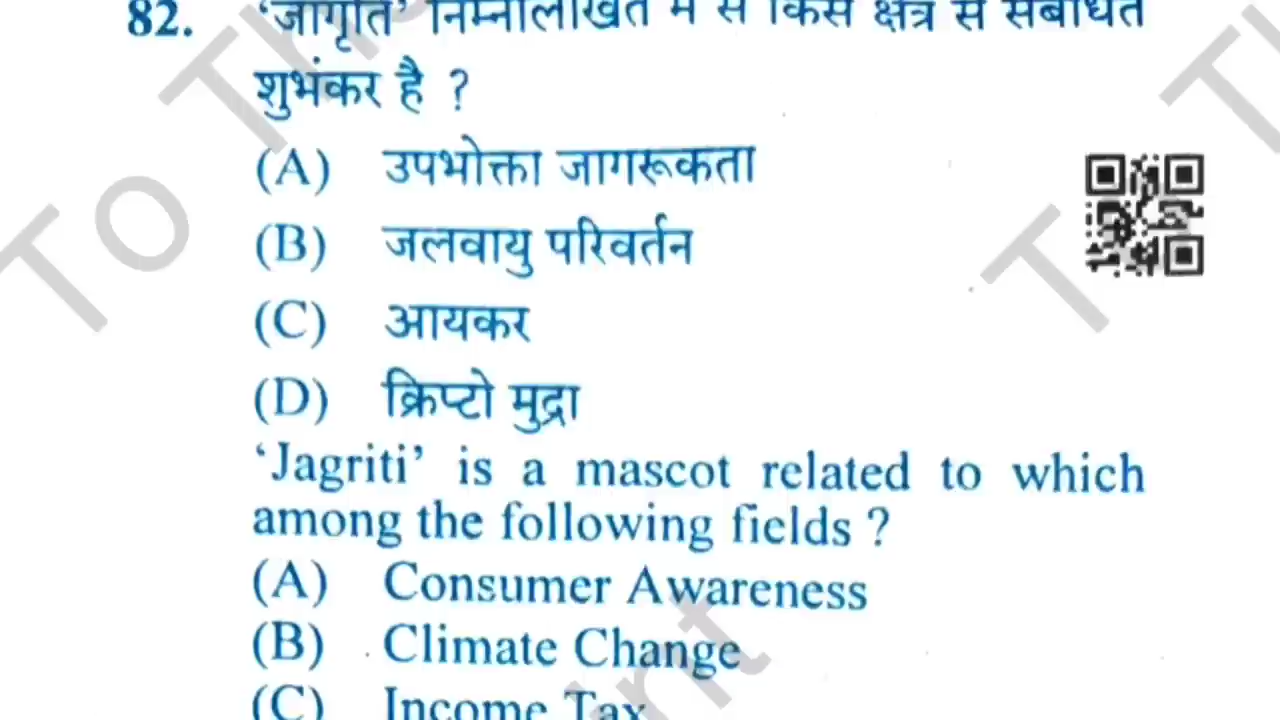 82. 'जागृति' निम्नलिखित में से किस क्षेत्र से संबंधित
शुभंकर है ?
(A) उपभोक्ता जागरूकता
(B) जलवायु परिवर्तन
(C) आयकर
(D) क्रिप्टो मुद्रा
'Jagriti' is a mascot related to which
among the following fields ?
(A) Consumer Awareness
(B) Climate Change
(C) Income Tax